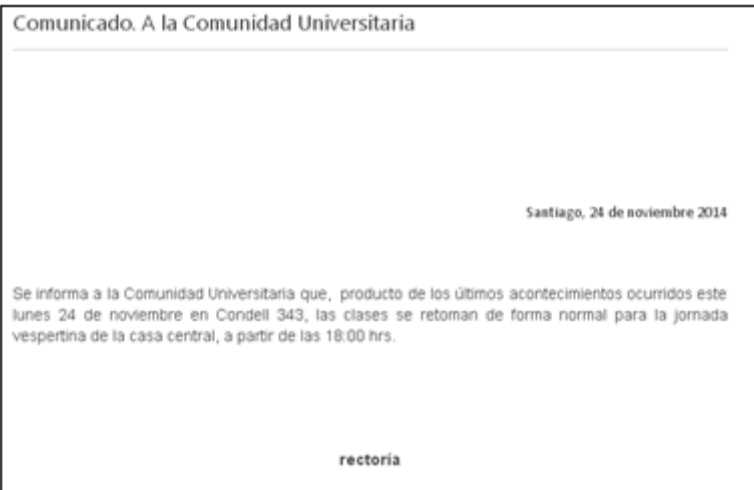 Comunicado. A la Comunidad Universitaria
Santiago, 24 de noviembre 2014
Se informa a la Comunidad Universitaria que, producto de los últimos acontecimientos ocurridos este
lunes 24 de noviembre en Condell 343, las clases se retoman de forma normal para la jornada
vespertina de la casa central, a partir de las 18:00 hrs.
rectoría